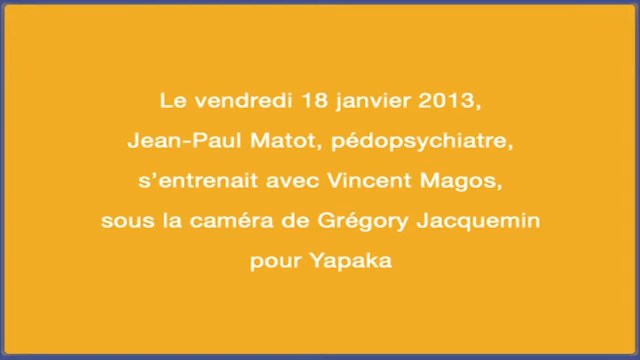 Le vendredi 18 janvier 2013,
Jean-Paul Matot, pédopsychiatre,
s'entrenait avec Vincent Magos,
sous la caméra de Grégory Jacquemin
pour Yapaka